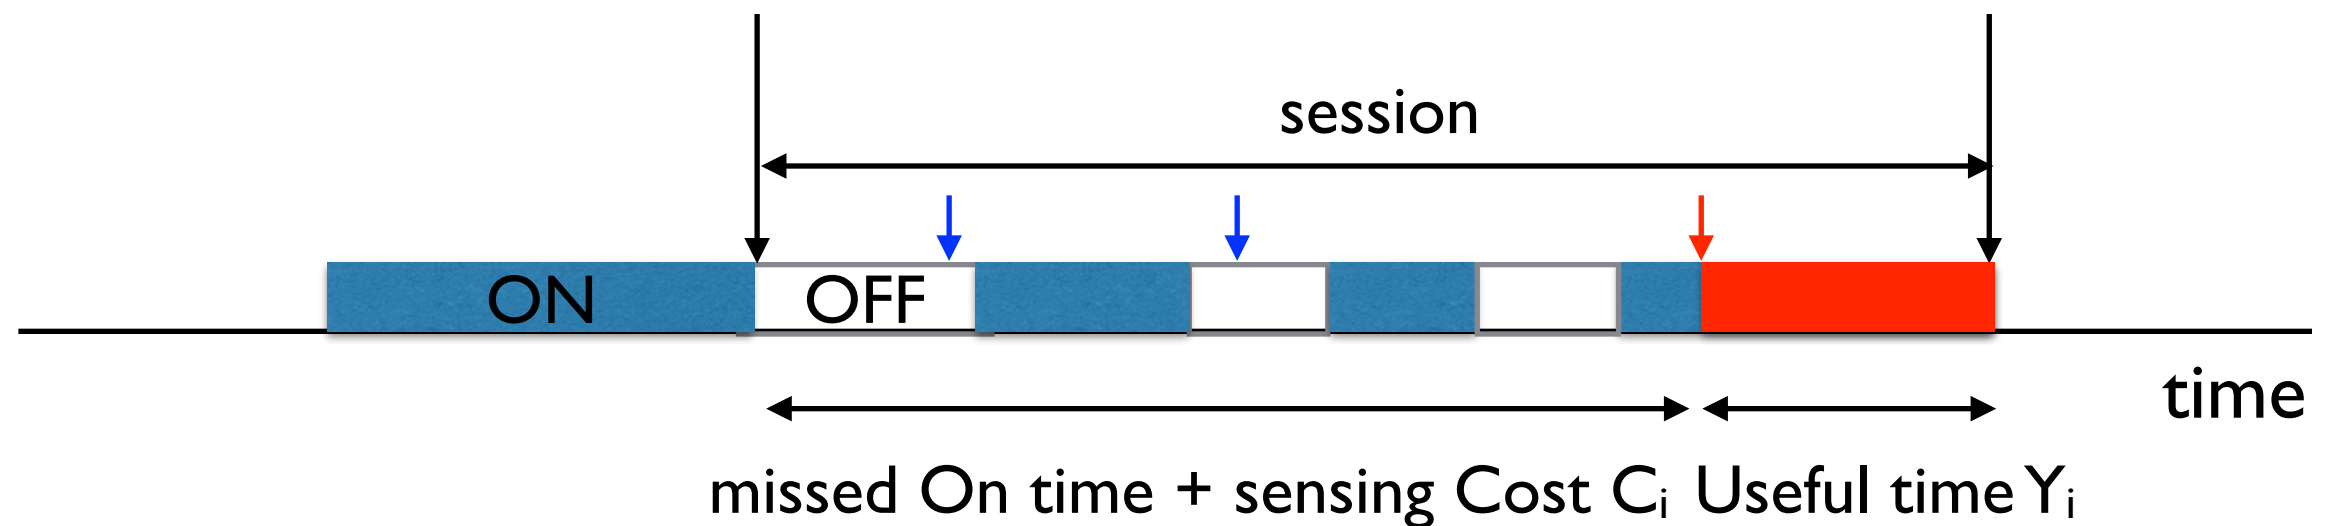 session
ON OFF
time
missed On time + sensing Cost Ci Useful time Yi